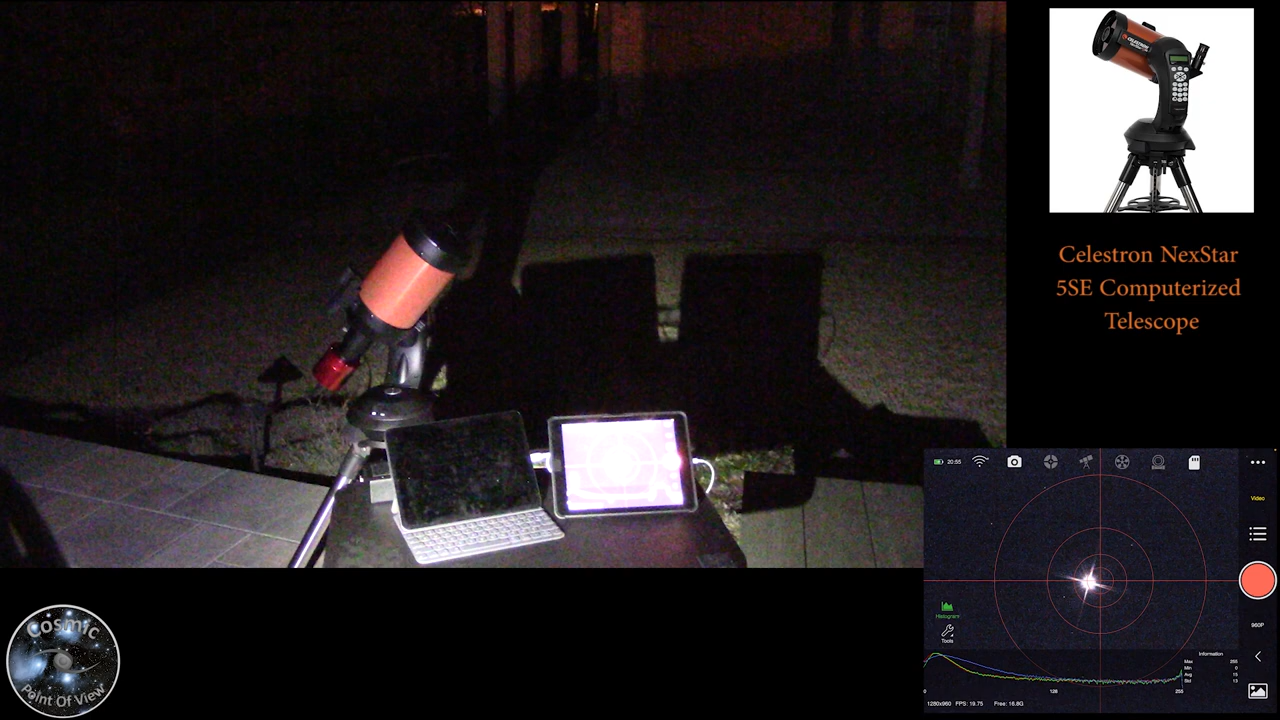 CELESTRON
Celestron NexStar
5SE Computerized
Telescope
20:55
Video
Histogram
Tools
960P
Information
Max 255
Min 0
Avg 15
Std 13
0 128 255
1280x960 FPS: 19.75 Free: 16.8G
Cosmic
Point Of View